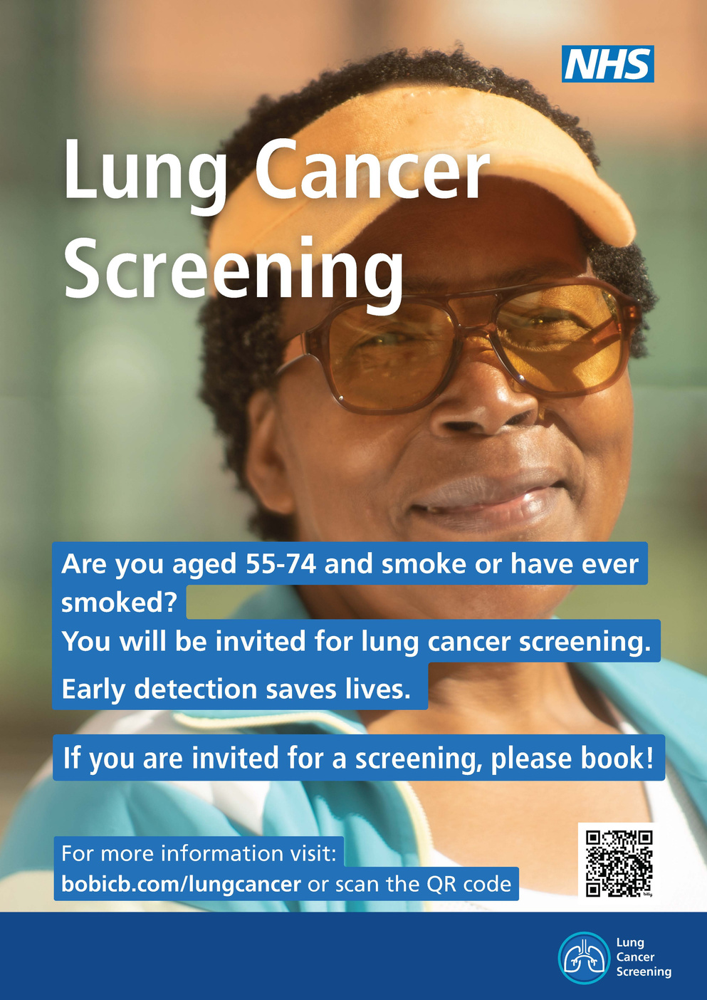 NHS
Lung Cancer
Screening
Are you aged 55-74 and smoke or have ever
smoked?
You will be invited for lung cancer screening.
Early detection saves lives.
If you are invited for a screening, please book!
For more information visit:
bobicb.com/lungcancer or scan the QR code
bitly
Lung
Cancer
Screening